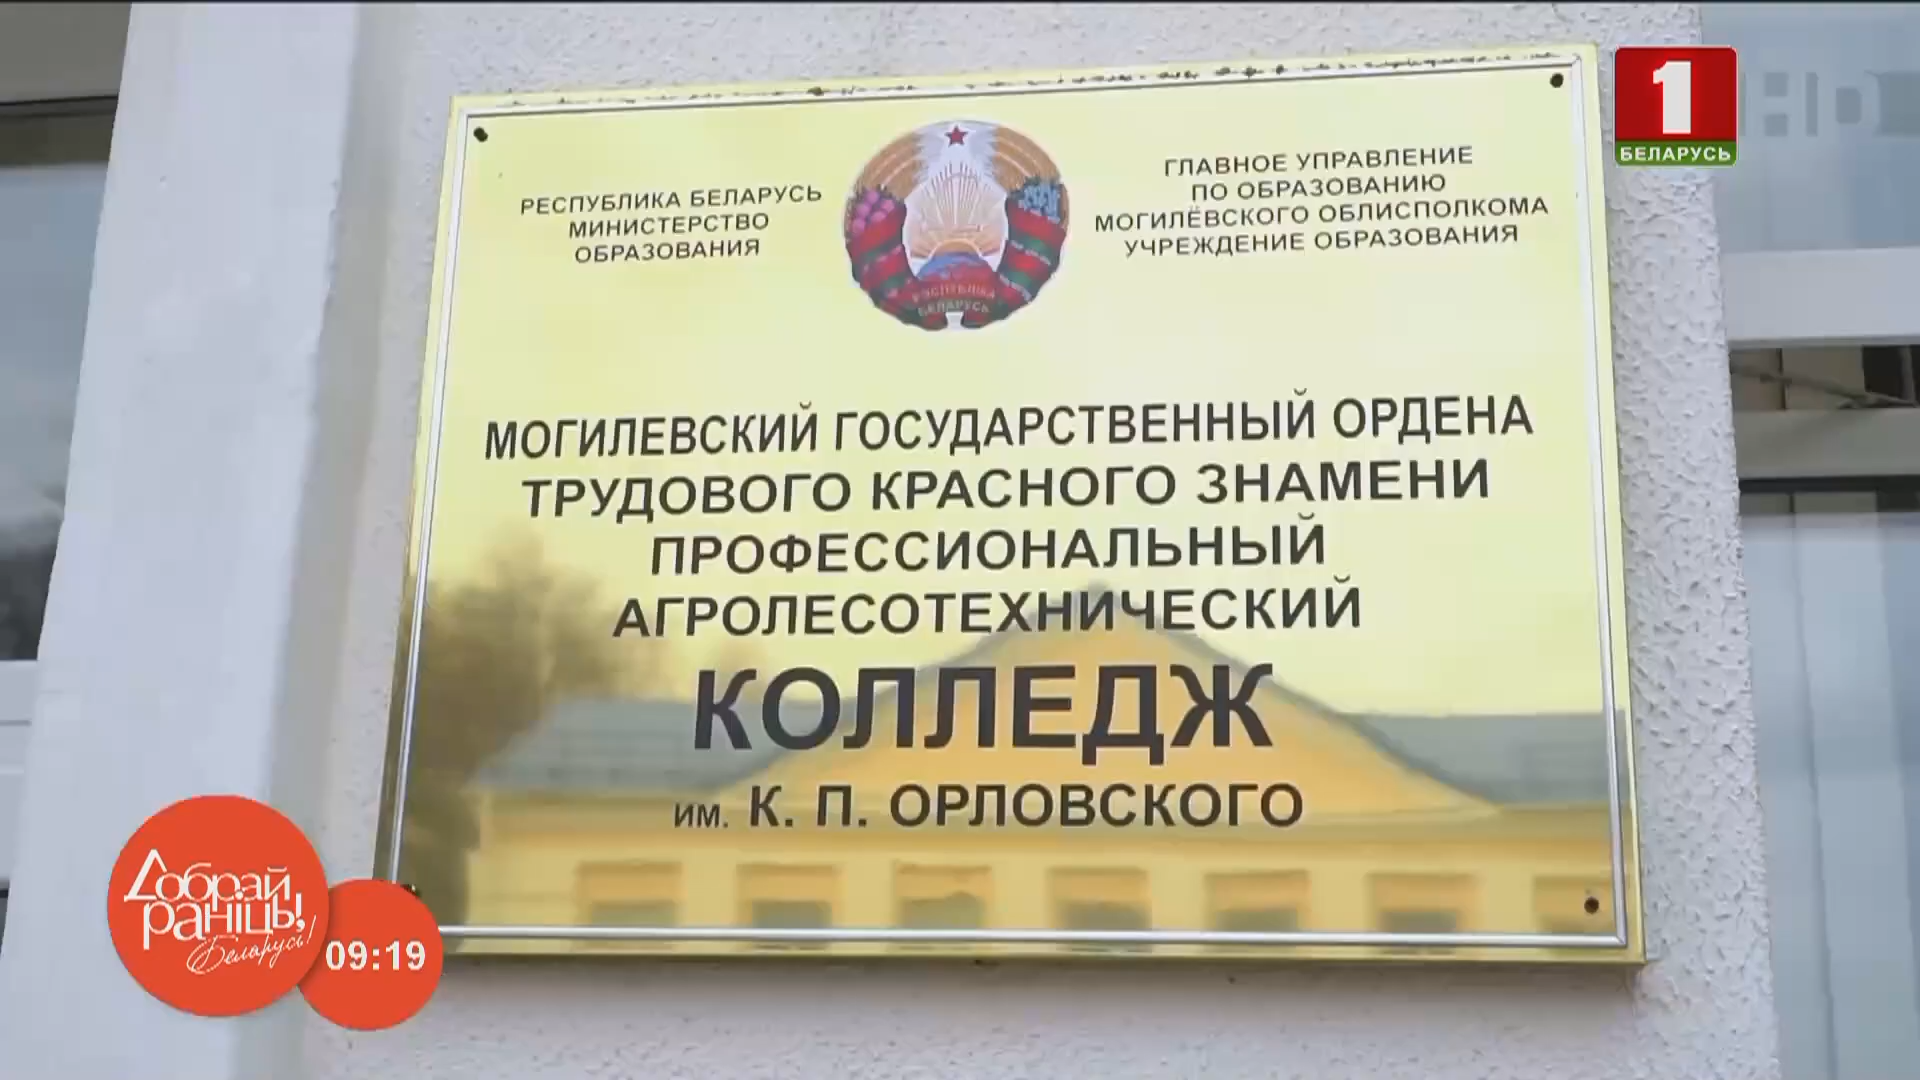 РЕСПУБЛИКА БЕЛАРУСЬ
МИНИСТЕРСТВО
ОБРАЗОВАНИЯ
РЭСПУБЛІКА
БЕЛАРУСЬ
ГЛАВНОЕ УПРАВЛЕНИЕ
ПО ОБРАЗОВАНИЮ
МОГИЛЁВСКОГО ОБЛИСПОЛКОМА
УЧРЕЖДЕНИЕ ОБРАЗОВАНИЯ
1 HD
БЕЛАРУСЬ
МОГИЛЕВСКИЙ ГОСУДАРСТВЕННЫЙ ОРДЕНА
ТРУДОВОГО КРАСНОГО ЗНАМЕНИ
ПРОФЕССИОНАЛЬНЫЙ
АГРОЛЕСОТЕХНИЧЕСКИЙ
КОЛЛЕДЖ
ИМ. К. П. ОРЛОВСКОГО
Добрай
раніцы!
Беларусь!
09:19